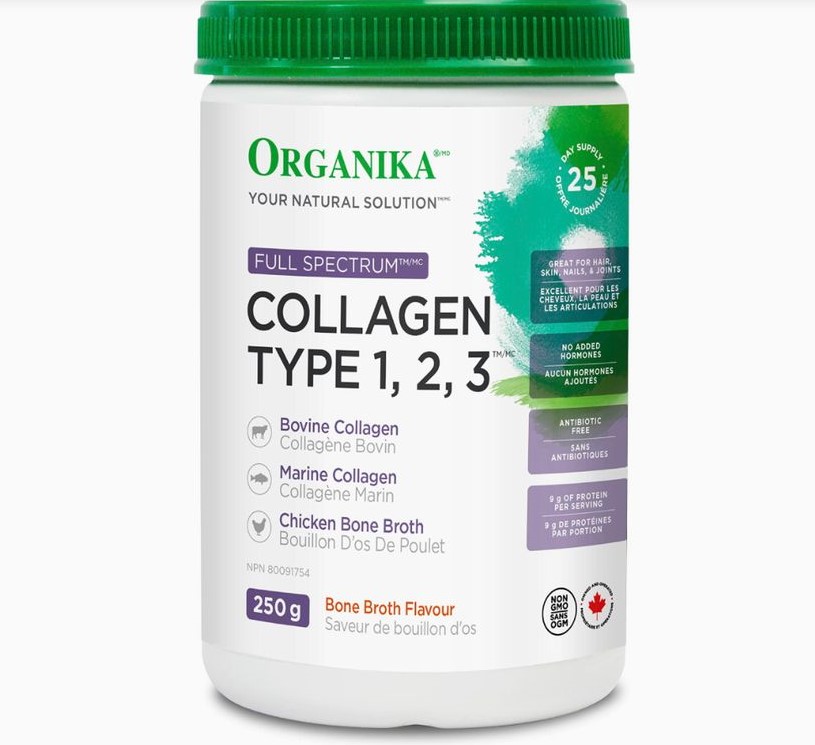 ORGANIKA®/MD
YOUR NATURAL SOLUTION™/MC
DAY SUPPLY
25
OFFRE JOURNALIÈRE
FULL SPECTRUM™/MC
COLLAGEN
TYPE 1, 2, 3™/MC
GREAT FOR HAIR,
SKIN, NAILS, & JOINTS
EXCELLENT POUR LES
CHEVEUX, LA PEAU ET
LES ARTICULATIONS
NO ADDED
HORMONES
AUCUN HORMONES
AJOUTÉS
Bovine Collagen
Collagène Bovin
Marine Collagen
Collagène Marin
Chicken Bone Broth
Bouillon D'os De Poulet
ANTIBIOTIC
FREE
SANS
ANTIBIOTIQUES
9 g OF PROTEIN
PER SERVING
9 g DE PROTÉINES
PAR PORTION
NPN 80091754
250 g
Bone Broth Flavour
Saveur de bouillon d'os
NON
GMO
SANS
OGM